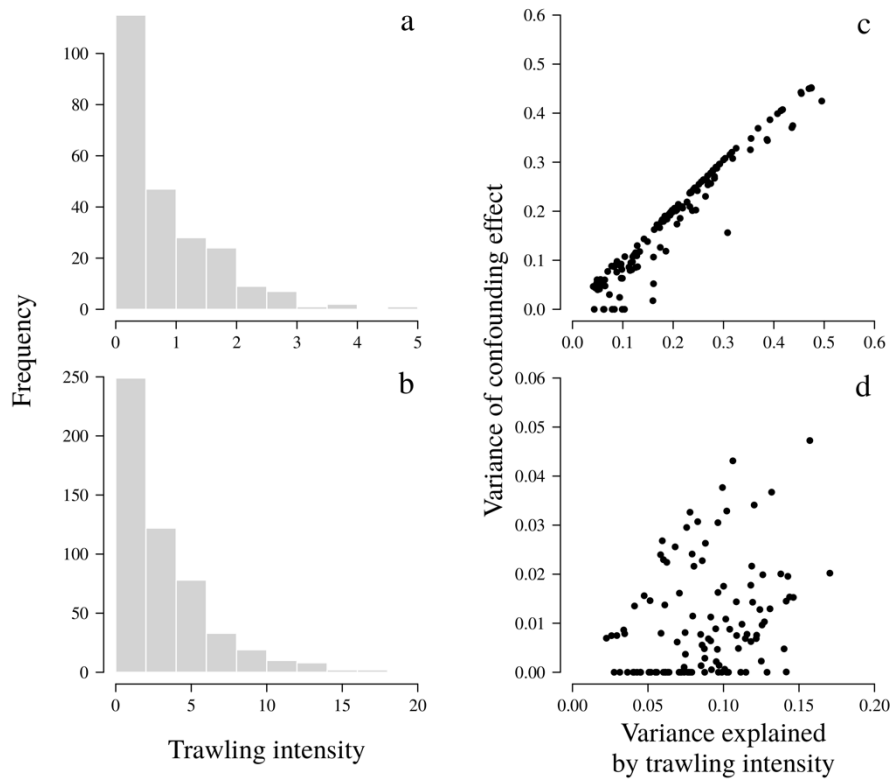 a
100
80
60
40
20
0
0 1 2 3 4 5
b
250
200
150
100
50
0
0 5 10 15 20
Frequency
Trawling intensity
c
0.6
0.5
0.4
0.3
0.2
0.1
0.0
0.0 0.1 0.2 0.3 0.4 0.5 0.6
d
0.06
0.05
0.04
0.03
0.02
0.01
0.00
0.00 0.05 0.10 0.15 0.20
Variance of confounding effect
Variance explained
by trawling intensity